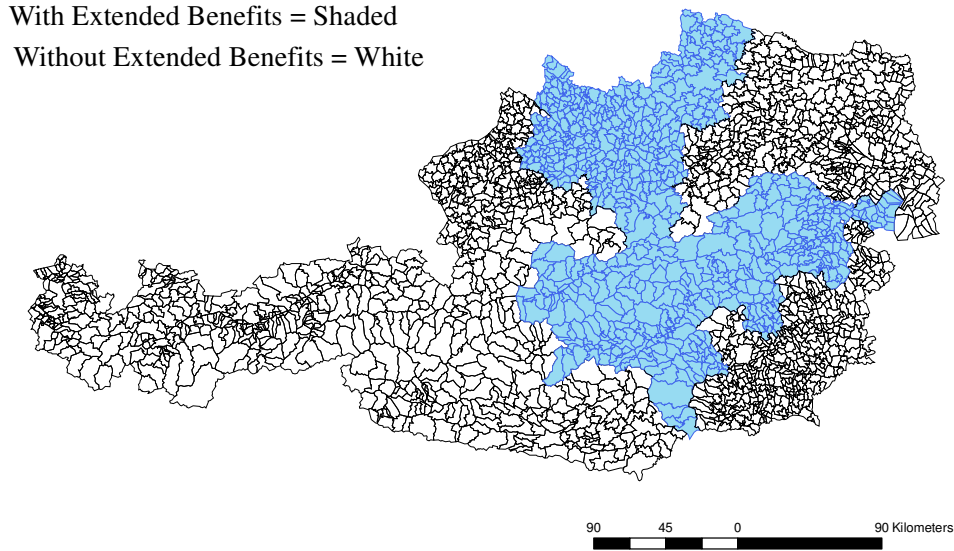 With Extended Benefits = Shaded
Without Extended Benefits = White
90 45 0 90 Kilometers